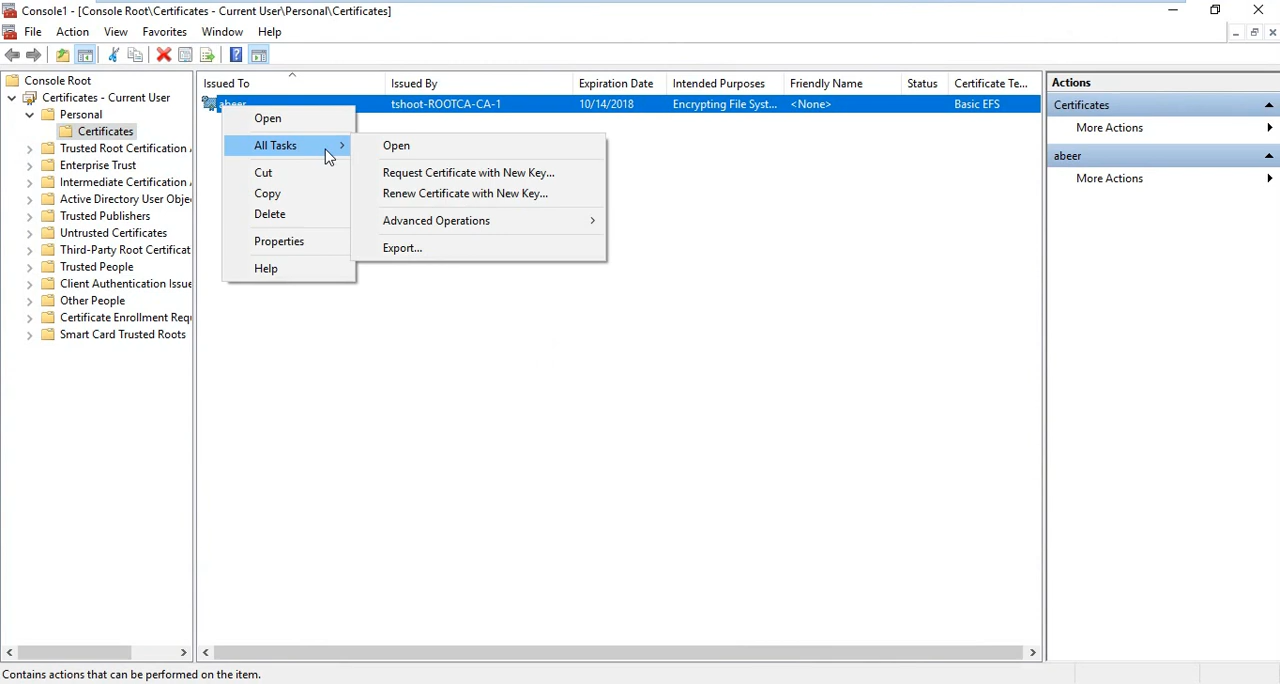 Console1 - [Console Root\Certificates - Current User\Personal\Certificates]
File Action View Favorites Window Help
Console Root
Certificates - Current User
Personal
Certificates
Trusted Root Certification
Enterprise Trust
Intermediate Certification
Active Directory User Obje
Trusted Publishers
Untrusted Certificates
Third-Party Root Certificat
Trusted People
Client Authentication Issue
Other People
Certificate Enrollment Req
Smart Card Trusted Roots
Issued To Issued By Expiration Date Intended Purposes Friendly Name Status Certificate Te...
abeer tshoot-ROOTCA-CA-1 10/14/2018 Encrypting File Syst... <None> Basic EFS
Open
All Tasks
Cut
Copy
Delete
Properties
Help
Open
Request Certificate with New Key...
Renew Certificate with New Key...
Advanced Operations
Export...
Actions
Certificates
More Actions
abeer
More Actions
Contains actions that can be performed on the item.